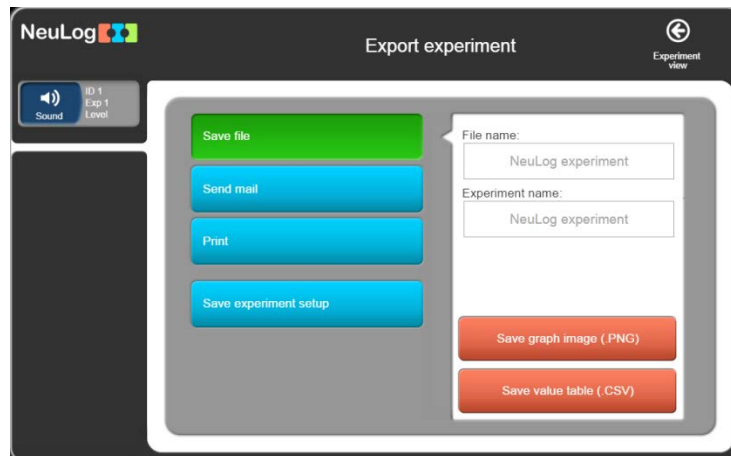 NeuLog
Export experiment
Experiment
view
Sound
ID 1
Exp 1
Level
Save file
Send mail
Print
Save experiment setup
File name:
NeuLog experiment
Experiment name:
NeuLog experiment
Save graph image (.PNG)
Save value table (.CSV)